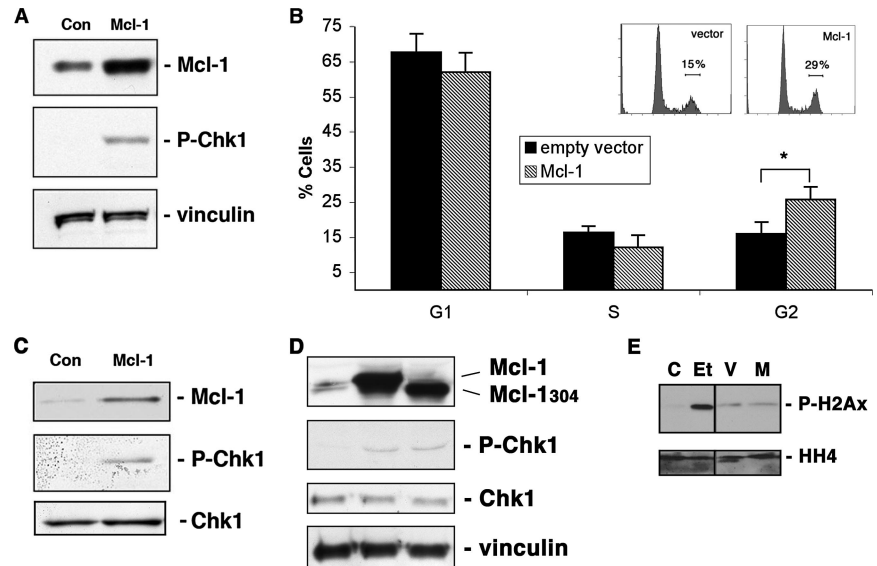 A
Con Mcl-1
- Mcl-1
- P-Chk1
- vinculin
B
75
65
55
45
35
25
15
5
% Cells
G1 S G2
empty vector
Mcl-1
*
vector
15%
Mcl-1
29%
C
Con Mcl-1
- Mcl-1
- P-Chk1
- Chk1
D
Mcl-1
Mcl-1304
- P-Chk1
- Chk1
- vinculin
E
C Et V M
- P-H2Ax
- HH4